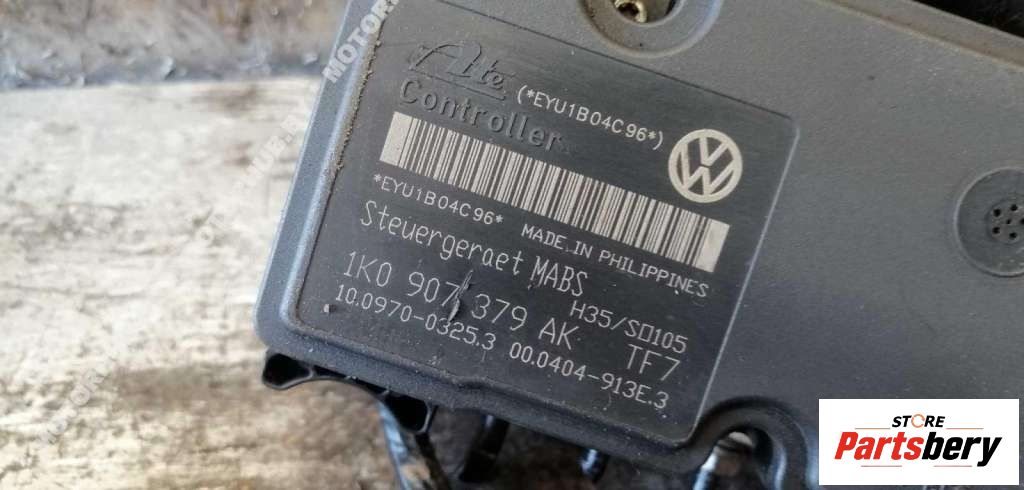 Ate
Controller
(*EYU1B04C96*)
*EYU1B04C96*
MADE IN PHILIPPINES
Steuergeraet MABS
1K0 907 379 AK
H35/S0105
10.0970-0325.3
TF7
00.0404-913E.3
STORE
Partsbery